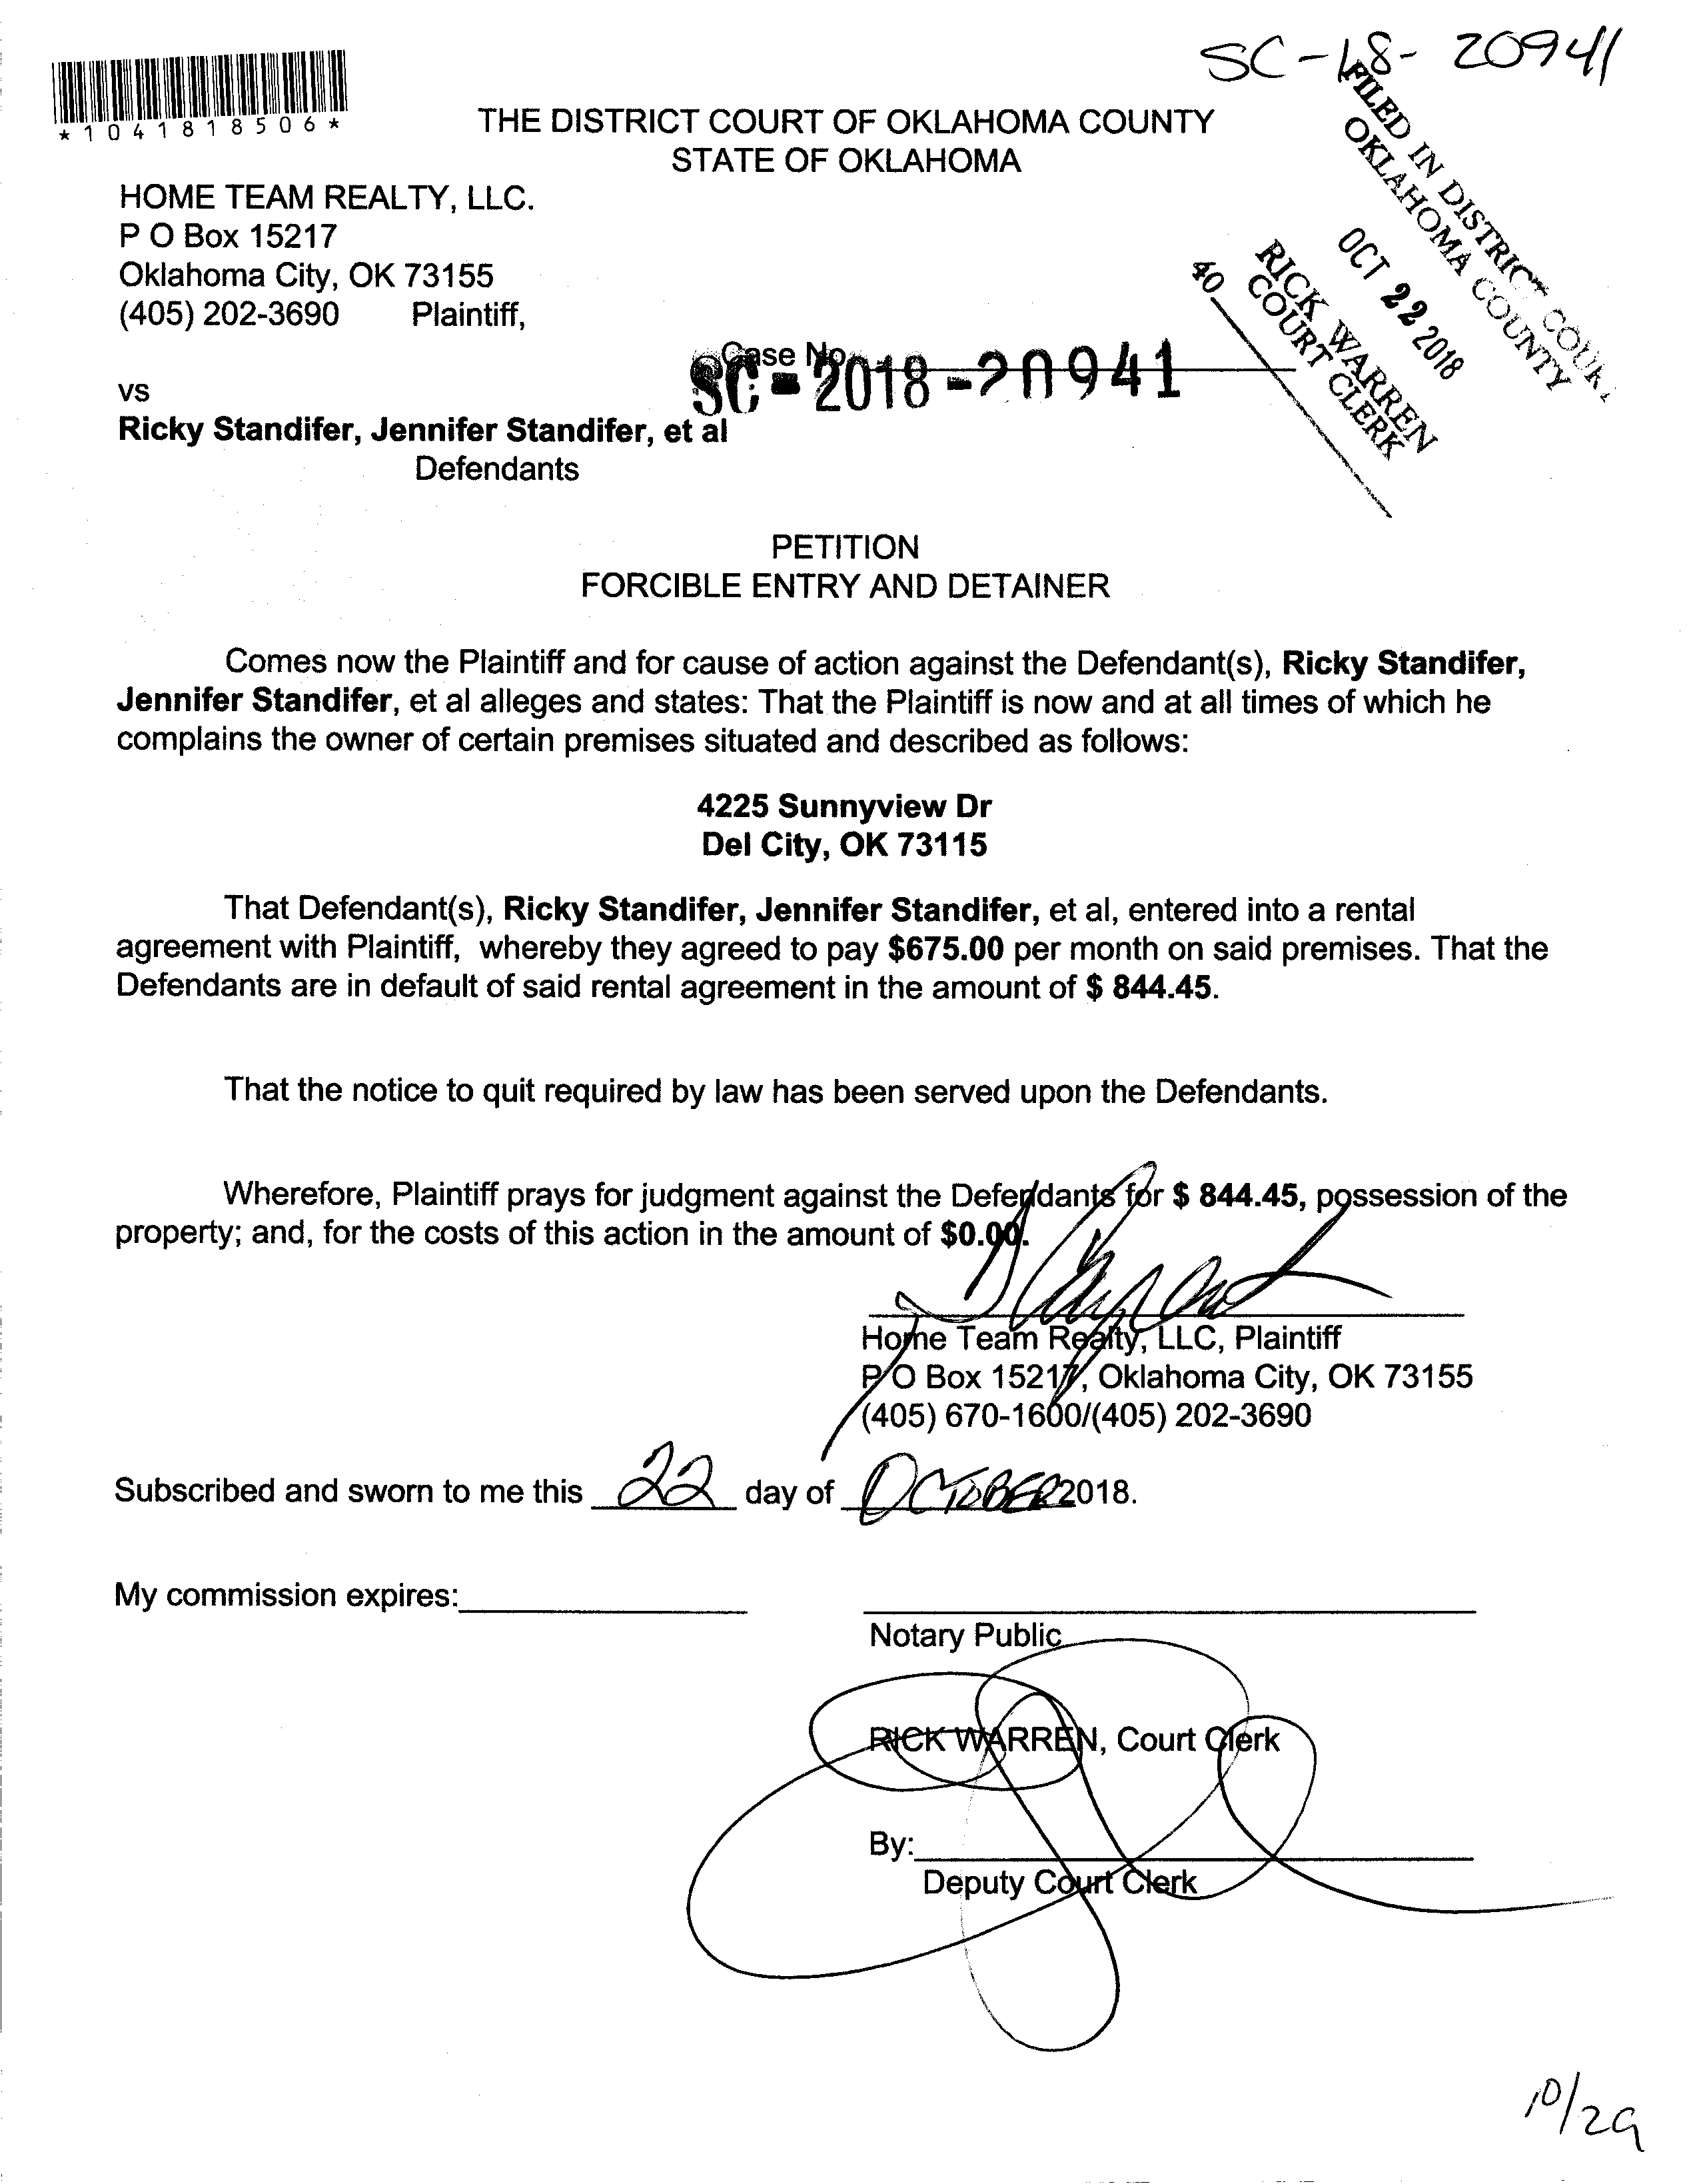 SC-18-20941
*1041818506*
THE DISTRICT COURT OF OKLAHOMA COUNTY
STATE OF OKLAHOMA
FILED IN DISTRICT COURT
OKLAHOMA COUNTY
OCT 22 2018
RICK WARREN
COURT CLERK
40
HOME TEAM REALTY, LLC.
P O Box 15217
Oklahoma City, OK 73155
(405) 202-3690 Plaintiff,
Case No.
SC-2018-20941
vs
Ricky Standifer, Jennifer Standifer, et al
Defendants
PETITION
FORCIBLE ENTRY AND DETAINER
Comes now the Plaintiff and for cause of action against the Defendant(s), Ricky Standifer,
Jennifer Standifer, et al alleges and states: That the Plaintiff is now and at all times of which he
complains the owner of certain premises situated and described as follows:
4225 Sunnyview Dr
Del City, OK 73115
That Defendant(s), Ricky Standifer, Jennifer Standifer, et al, entered into a rental
agreement with Plaintiff, whereby they agreed to pay $675.00 per month on said premises. That the
Defendants are in default of said rental agreement in the amount of $ 844.45.
That the notice to quit required by law has been served upon the Defendants.
Wherefore, Plaintiff prays for judgment against the Defendants for $ 844.45, possession of the
property; and, for the costs of this action in the amount of $0.00.
Home Team Realty, LLC, Plaintiff
P O Box 15217, Oklahoma City, OK 73155
(405) 670-1600/(405) 202-3690
Subscribed and sworn to me this 22 day of OCTOBER 2018.
My commission expires:
Notary Public
RICK WARREN, Court Clerk
By:
Deputy Court Clerk
10/29